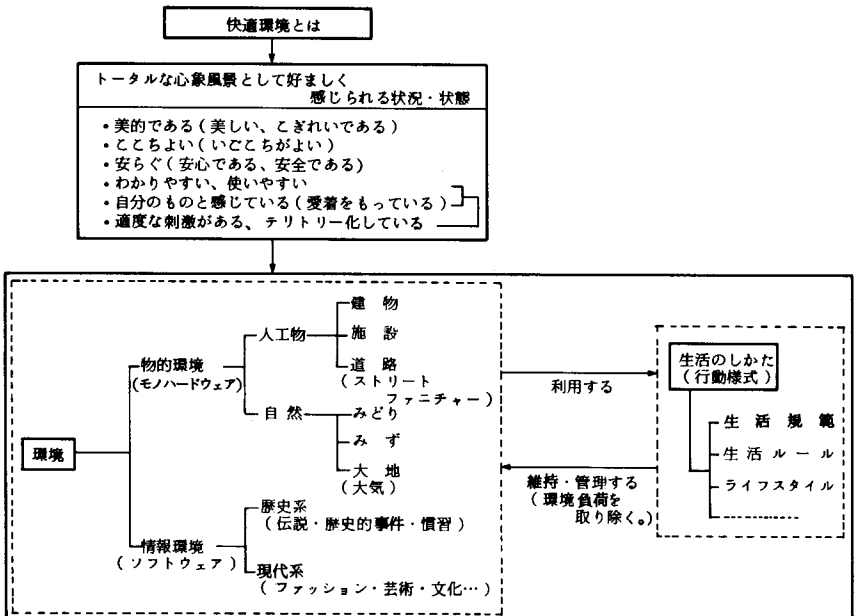 快適環境とは
トータルな心象風景として好ましく
感じられる状況・状態
・美的である(美しい、こぎれいである)
・ここちよい(いごこちがよい)
・安らぐ(安心である、安全である)
・わかりやすい、使いやすい
・自分のものと感じている(愛着をもっている)
・適度な刺激がある、テリトリー化している
環境
物的環境
(モノハードウェア)
人工物
建物
施設
道路
(ストリート
ファニチャー)
自然
みどり
みず
大地
(大気)
情報環境
(ソフトウェア)
歴史系
(伝説・歴史的事件・慣習)
現代系
(ファッション・芸術・文化…)
利用する
維持・管理する
(環境負荷を
取り除く。)
生活のしかた
(行動様式)
生活規範
生活ルール
ライフスタイル